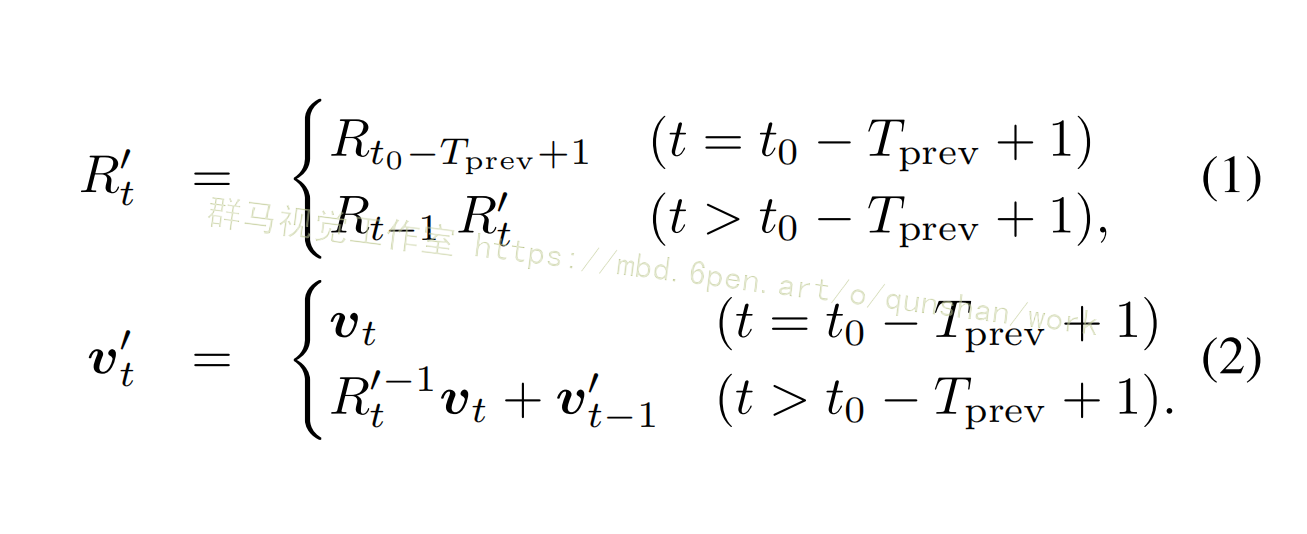 R′_t = { R_{t_0−T_prev+1} (t = t_0 − T_prev + 1) (1)
R_{t−1} R′_t (t > t_0 − T_prev + 1),
群马视觉工作室 https://mbd.6pen.art/o/qunshan/work
v′_t = { v_t (t = t_0 − T_prev + 1) (2)
R′_t^{−1} v_t + v′_{t−1} (t > t_0 − T_prev + 1).